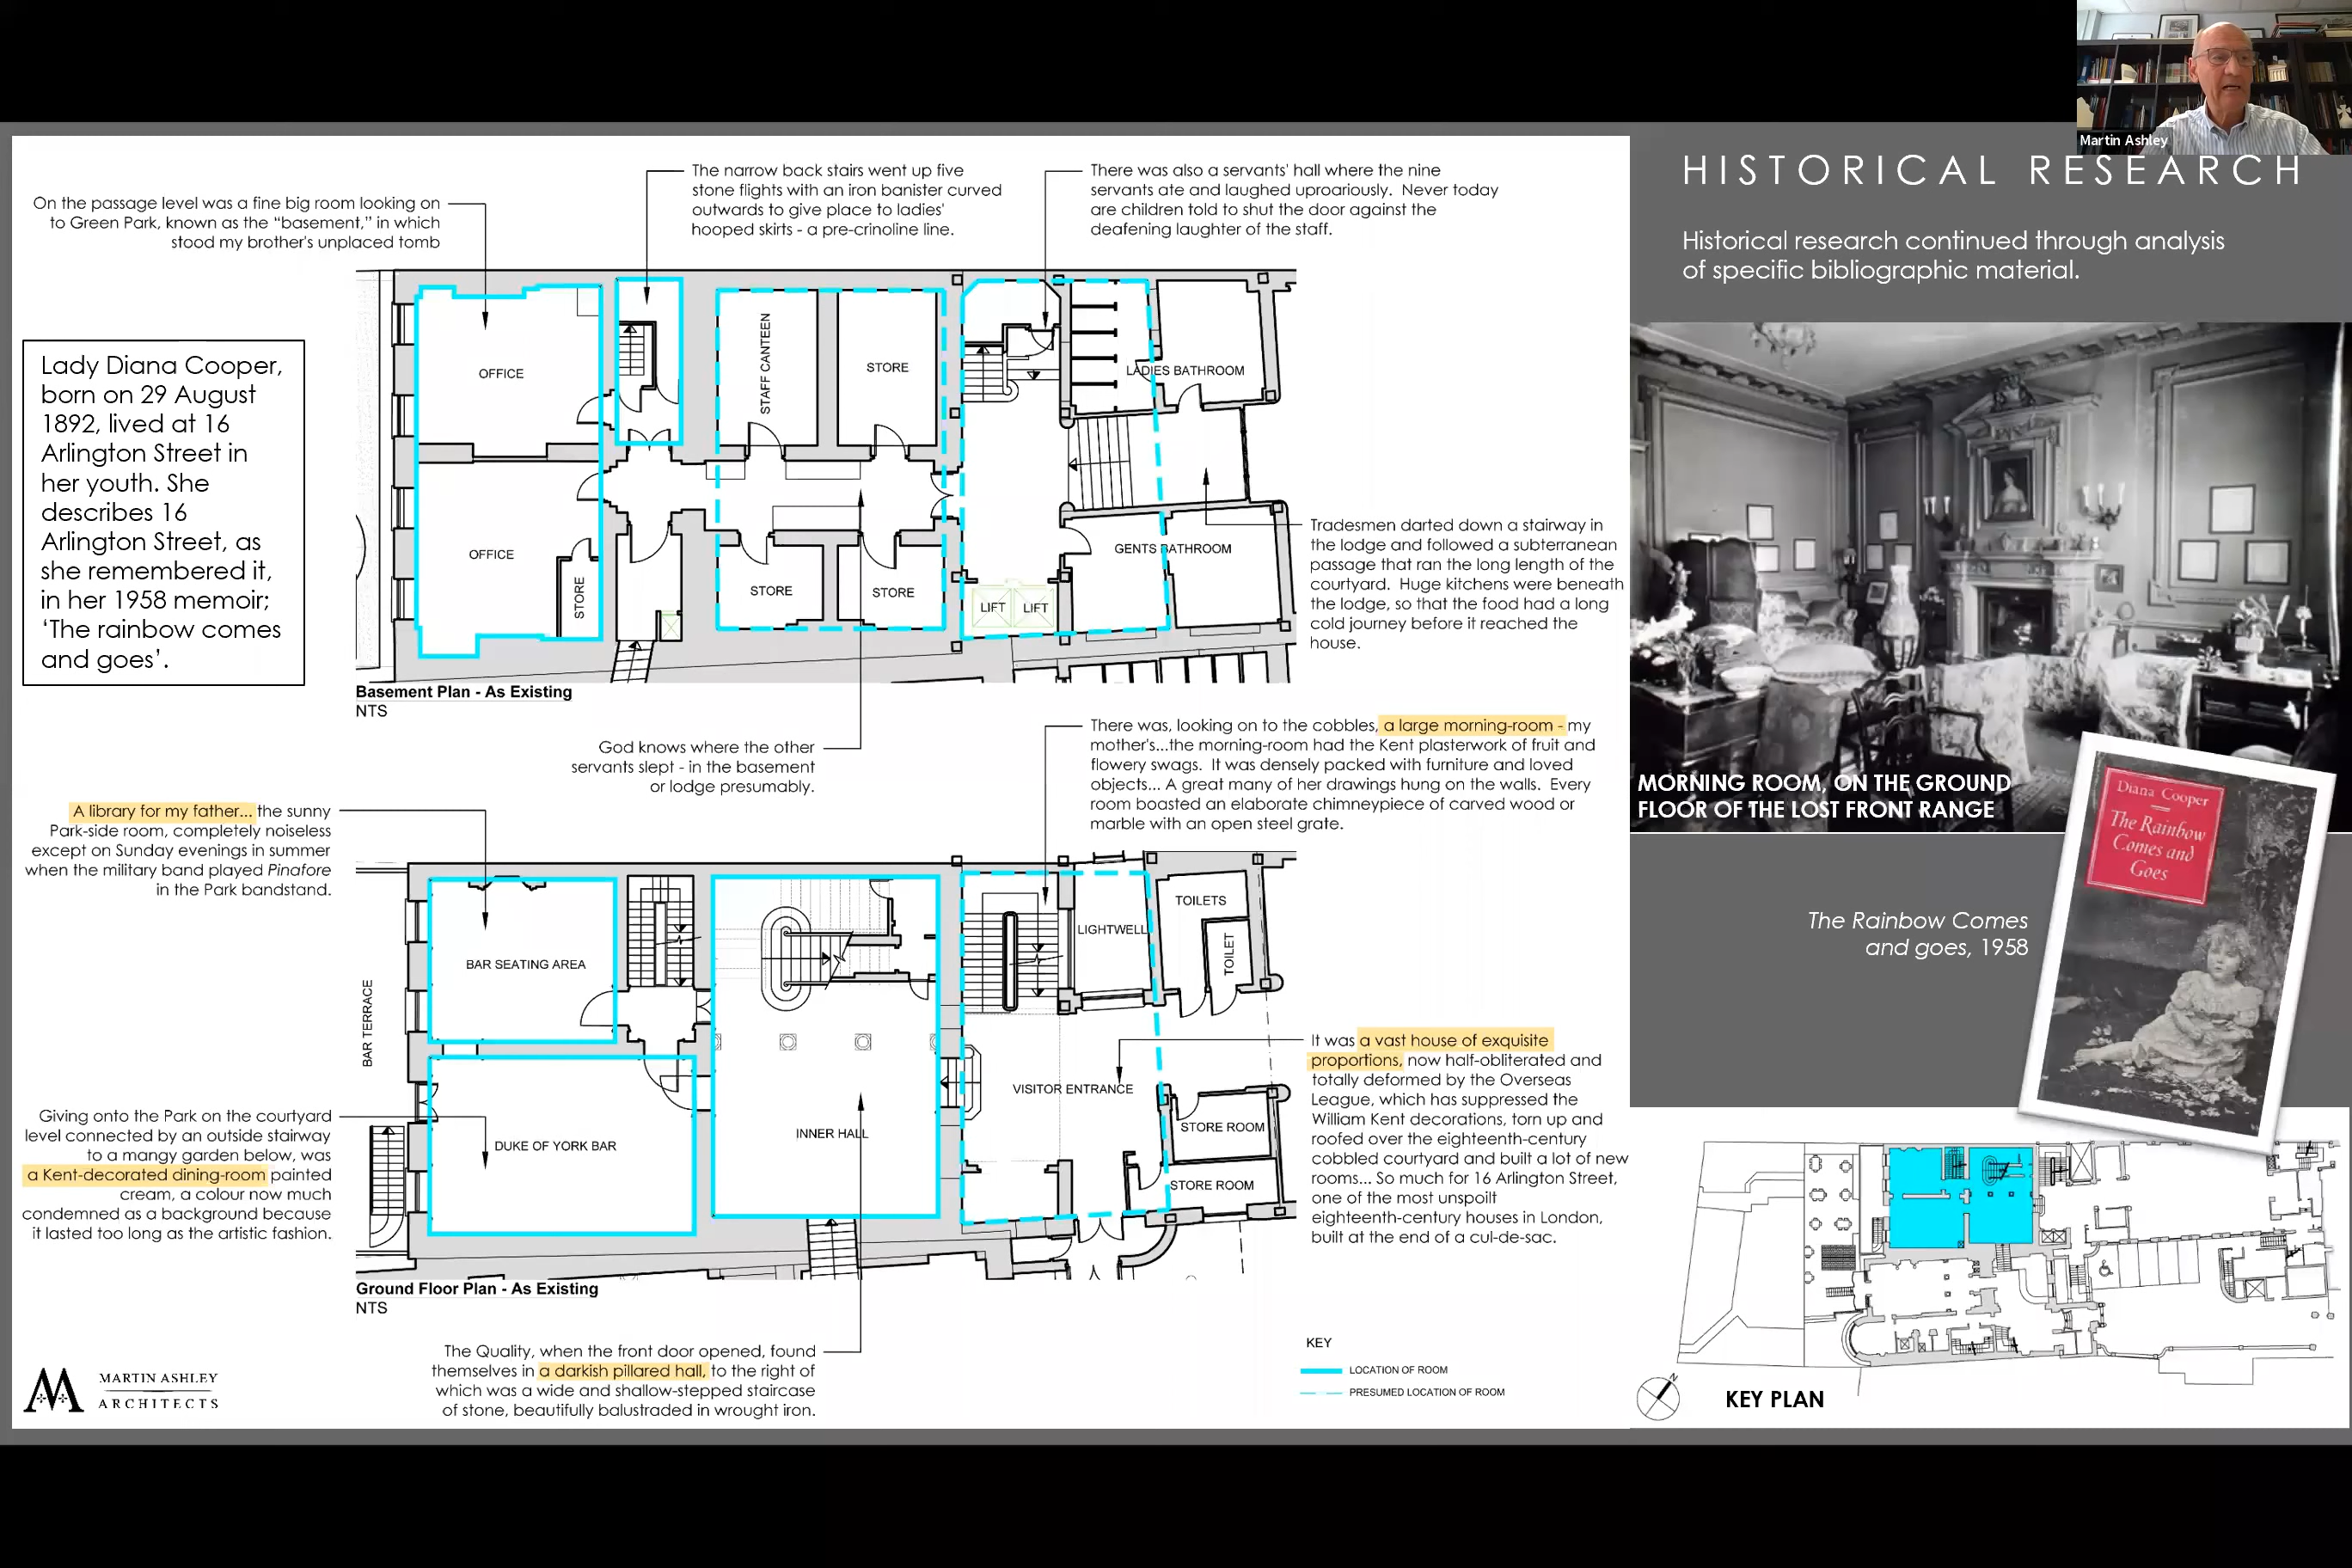 Martin Ashley
HISTORICAL RESEARCH
Historical research continued through analysis
of specific bibliographic material.
On the passage level was a fine big room looking on
to Green Park, known as the “basement,” in which
stood my brother's unplaced tomb
The narrow back stairs went up five
stone flights with an iron banister curved
outwards to give place to ladies'
hooped skirts - a pre-crinoline line.
There was also a servants' hall where the nine
servants ate and laughed uproariously. Never today
are children told to shut the door against the
deafening laughter of the staff.
Lady Diana Cooper,
born on 29 August
1892, lived at 16
Arlington Street in
her youth. She
describes 16
Arlington Street, as
she remembered it,
in her 1958 memoir;
‘The rainbow comes
and goes’.
OFFICE
STAFF CANTEEN
STORE
LADIES BATHROOM
OFFICE
STORE
STORE
STORE
LIFT
LIFT
GENTS BATHROOM
Tradesmen darted down a stairway in
the lodge and followed a subterranean
passage that ran the long length of the
courtyard. Huge kitchens were beneath
the lodge, so that the food had a long
cold journey before it reached the
house.
Basement Plan - As Existing
NTS
God knows where the other
servants slept - in the basement
or lodge presumably.
There was, looking on to the cobbles, a large morning-room - my
mother's...the morning-room had the Kent plasterwork of fruit and
flowery swags. It was densely packed with furniture and loved
objects... A great many of her drawings hung on the walls. Every
room boasted an elaborate chimneypiece of carved wood or
marble with an open steel grate.
A library for my father... the sunny
Park-side room, completely noiseless
except on Sunday evenings in summer
when the military band played Pinafore
in the Park bandstand.
BAR SEATING AREA
LIGHTWELL
TOILETS
TOILET
BAR TERRACE
VISITOR ENTRANCE
INNER HALL
DUKE OF YORK BAR
STORE ROOM
STORE ROOM
Giving onto the Park on the courtyard
level connected by an outside stairway
to a mangy garden below, was
a Kent-decorated dining-room painted
cream, a colour now much
condemned as a background because
it lasted too long as the artistic fashion.
It was a vast house of exquisite
proportions, now half-obliterated and
totally deformed by the Overseas
League, which has suppressed the
William Kent decorations, torn up and
roofed over the eighteenth-century
cobbled courtyard and built a lot of new
rooms... So much for 16 Arlington Street,
one of the most unspoilt
eighteenth-century houses in London,
built at the end of a cul-de-sac.
Ground Floor Plan - As Existing
NTS
The Quality, when the front door opened, found
themselves in a darkish pillared hall, to the right of
which was a wide and shallow-stepped staircase
of stone, beautifully balustraded in wrought iron.
KEY
LOCATION OF ROOM
PRESUMED LOCATION OF ROOM
MARTIN ASHLEY
ARCHITECTS
MORNING ROOM, ON THE GROUND
FLOOR OF THE LOST FRONT RANGE
Diana Cooper
The Rainbow
Comes and
Goes
The Rainbow Comes
and goes, 1958
N
KEY PLAN